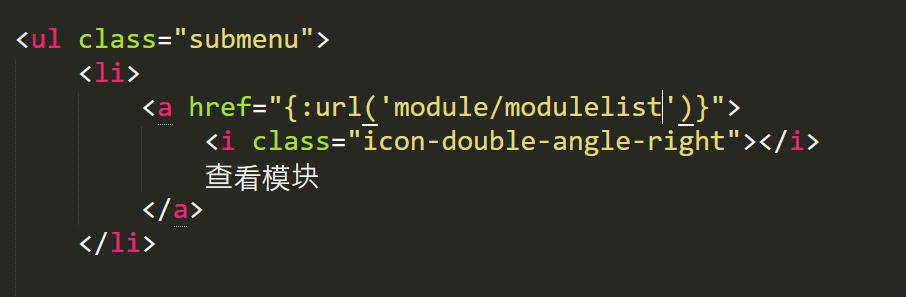 <ul class="submenu">
<li>
<a href="{:url('module/modulelist')}">
<i class="icon-double-angle-right"></i>
查看模块
</a>
</li>